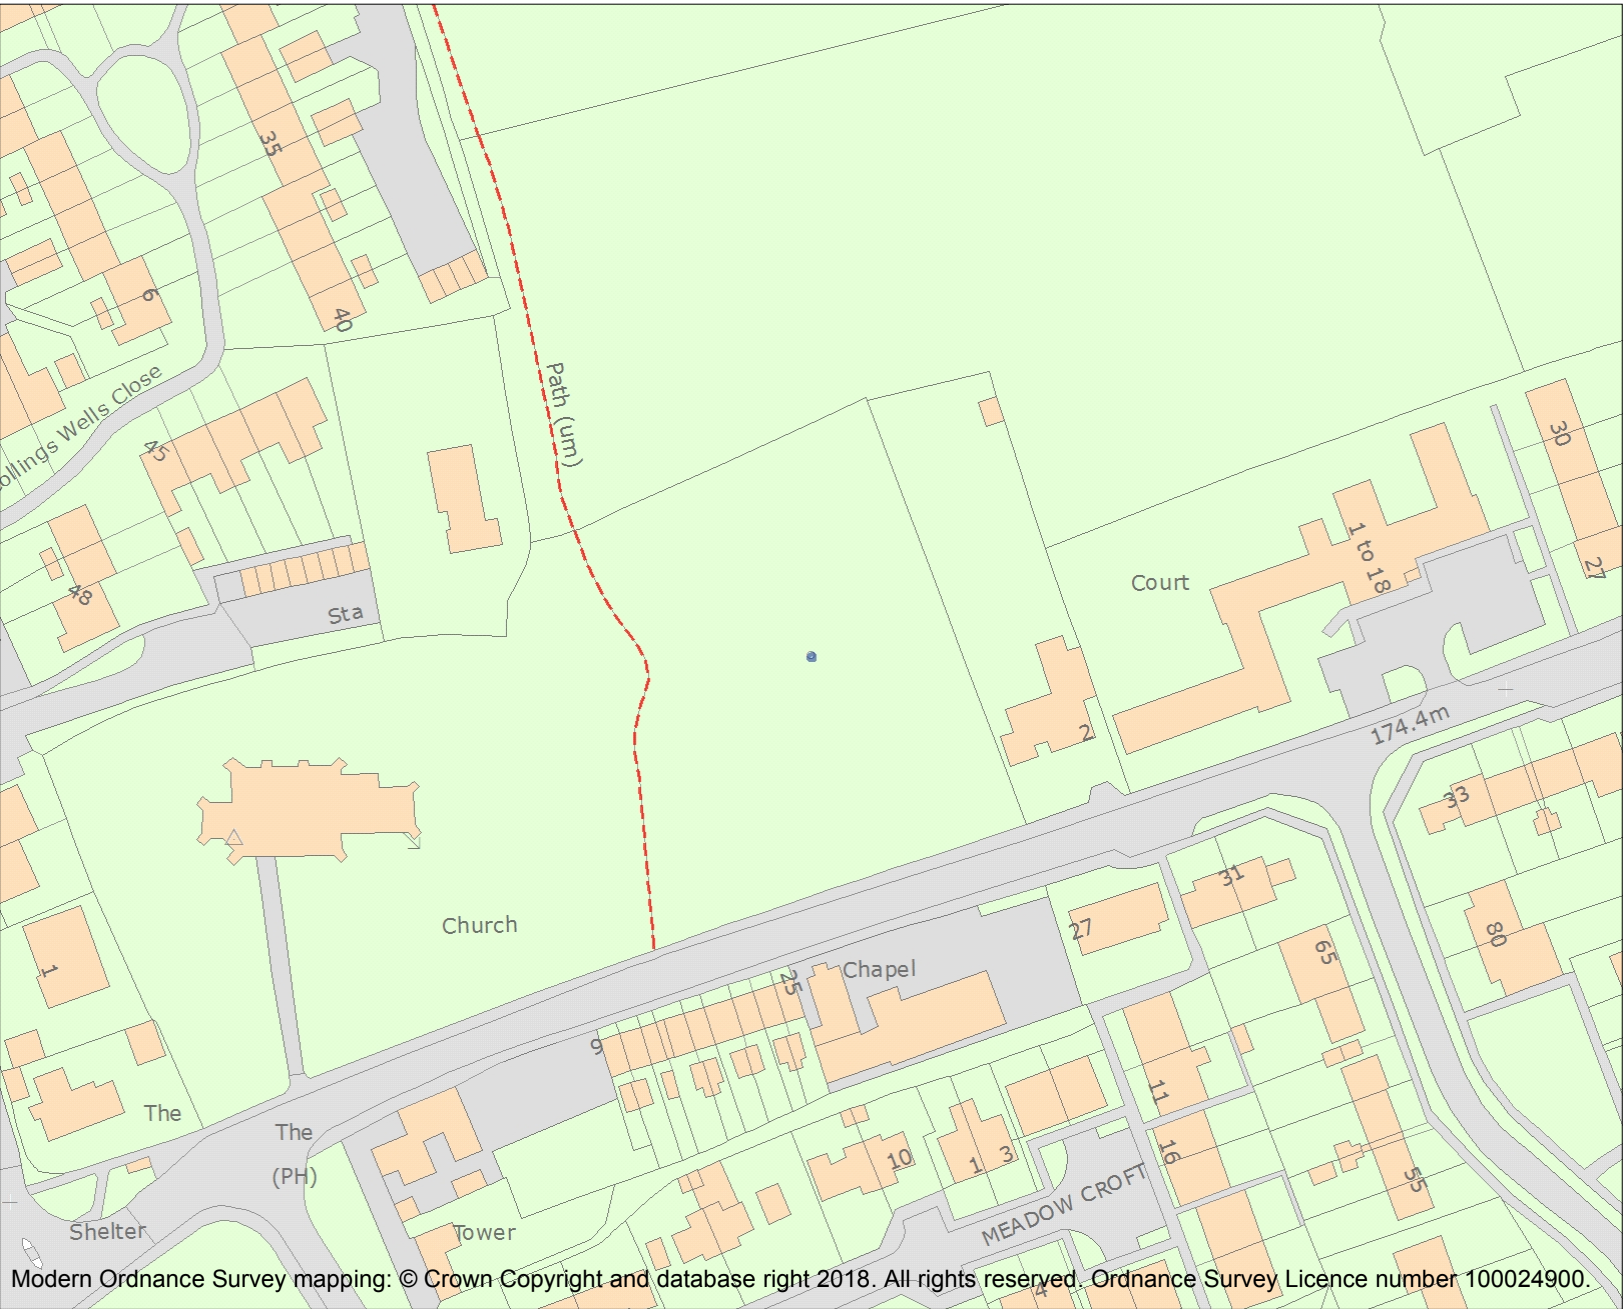 35
6
40
Path (um)
ollings Wells Close
45
30
1 to 18
27
Court
48
Sta
2
174.4m
33
31
Church
27
80
65
1
25
Chapel
9
11
The
The
(PH)
16
10
1
3
55
MEADOW CROFT
Shelter
Tower
4
Modern Ordnance Survey mapping: © Crown Copyright and database right 2018. All rights reserved. Ordnance Survey Licence number 100024900.